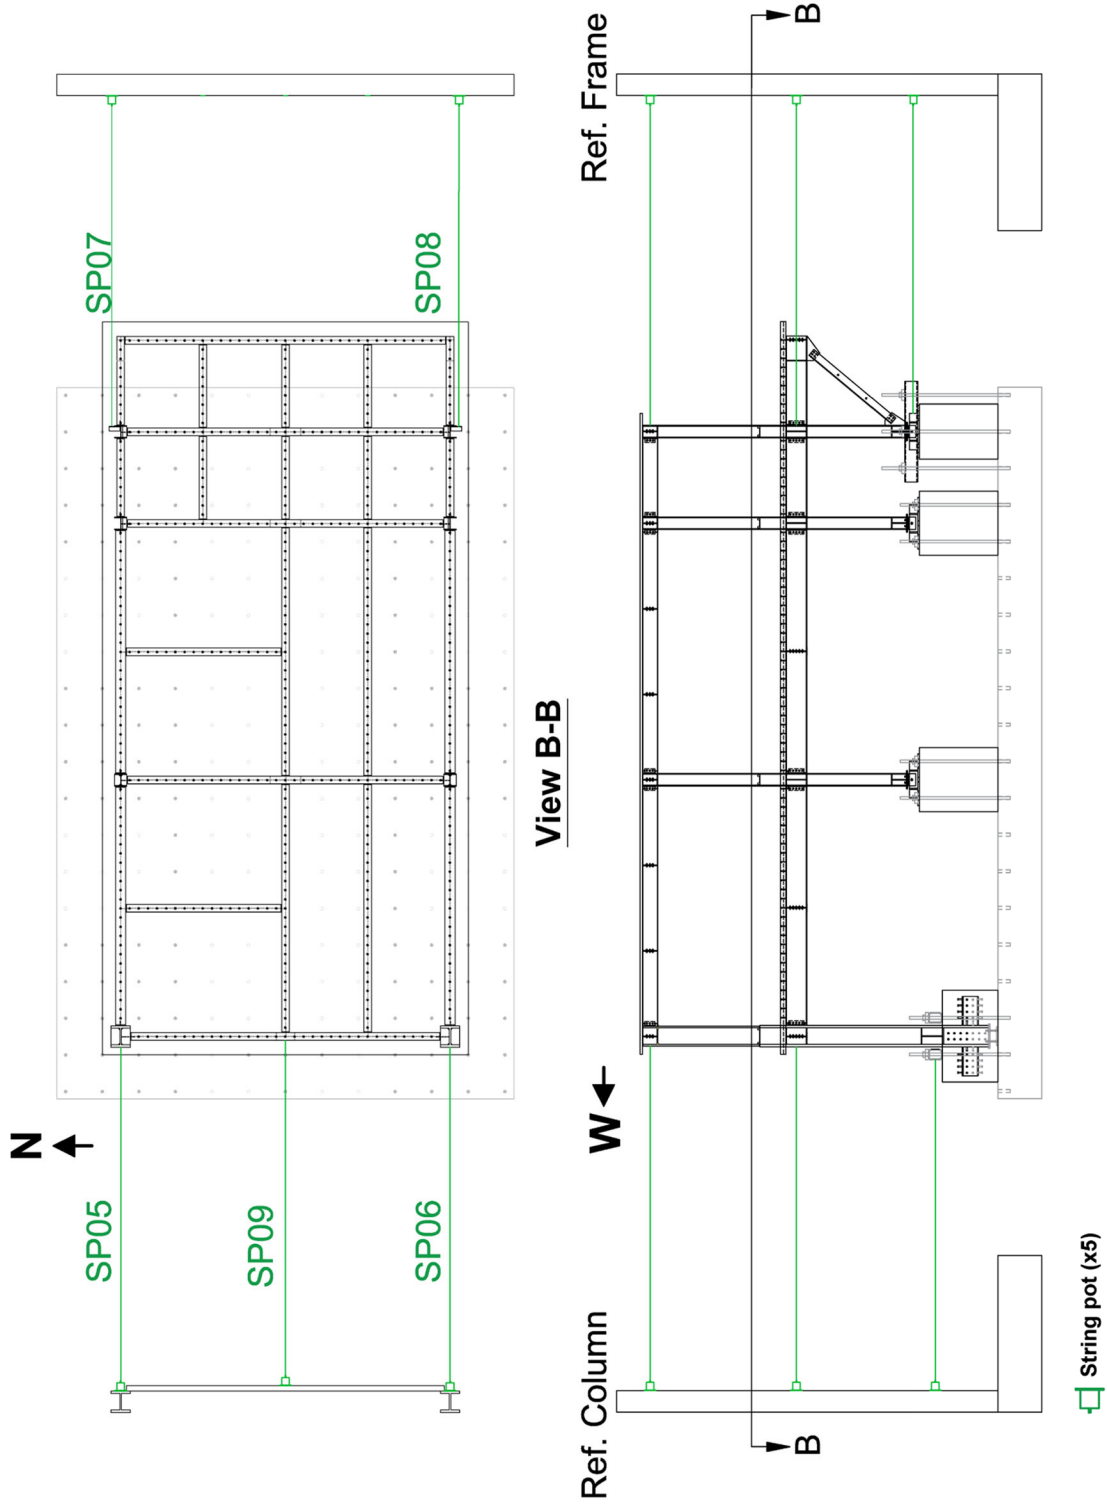 N
SP05
SP09
SP06
SP07
SP08
View B-B
W
Ref. Column
Ref. Frame
B
B
String pot (x5)